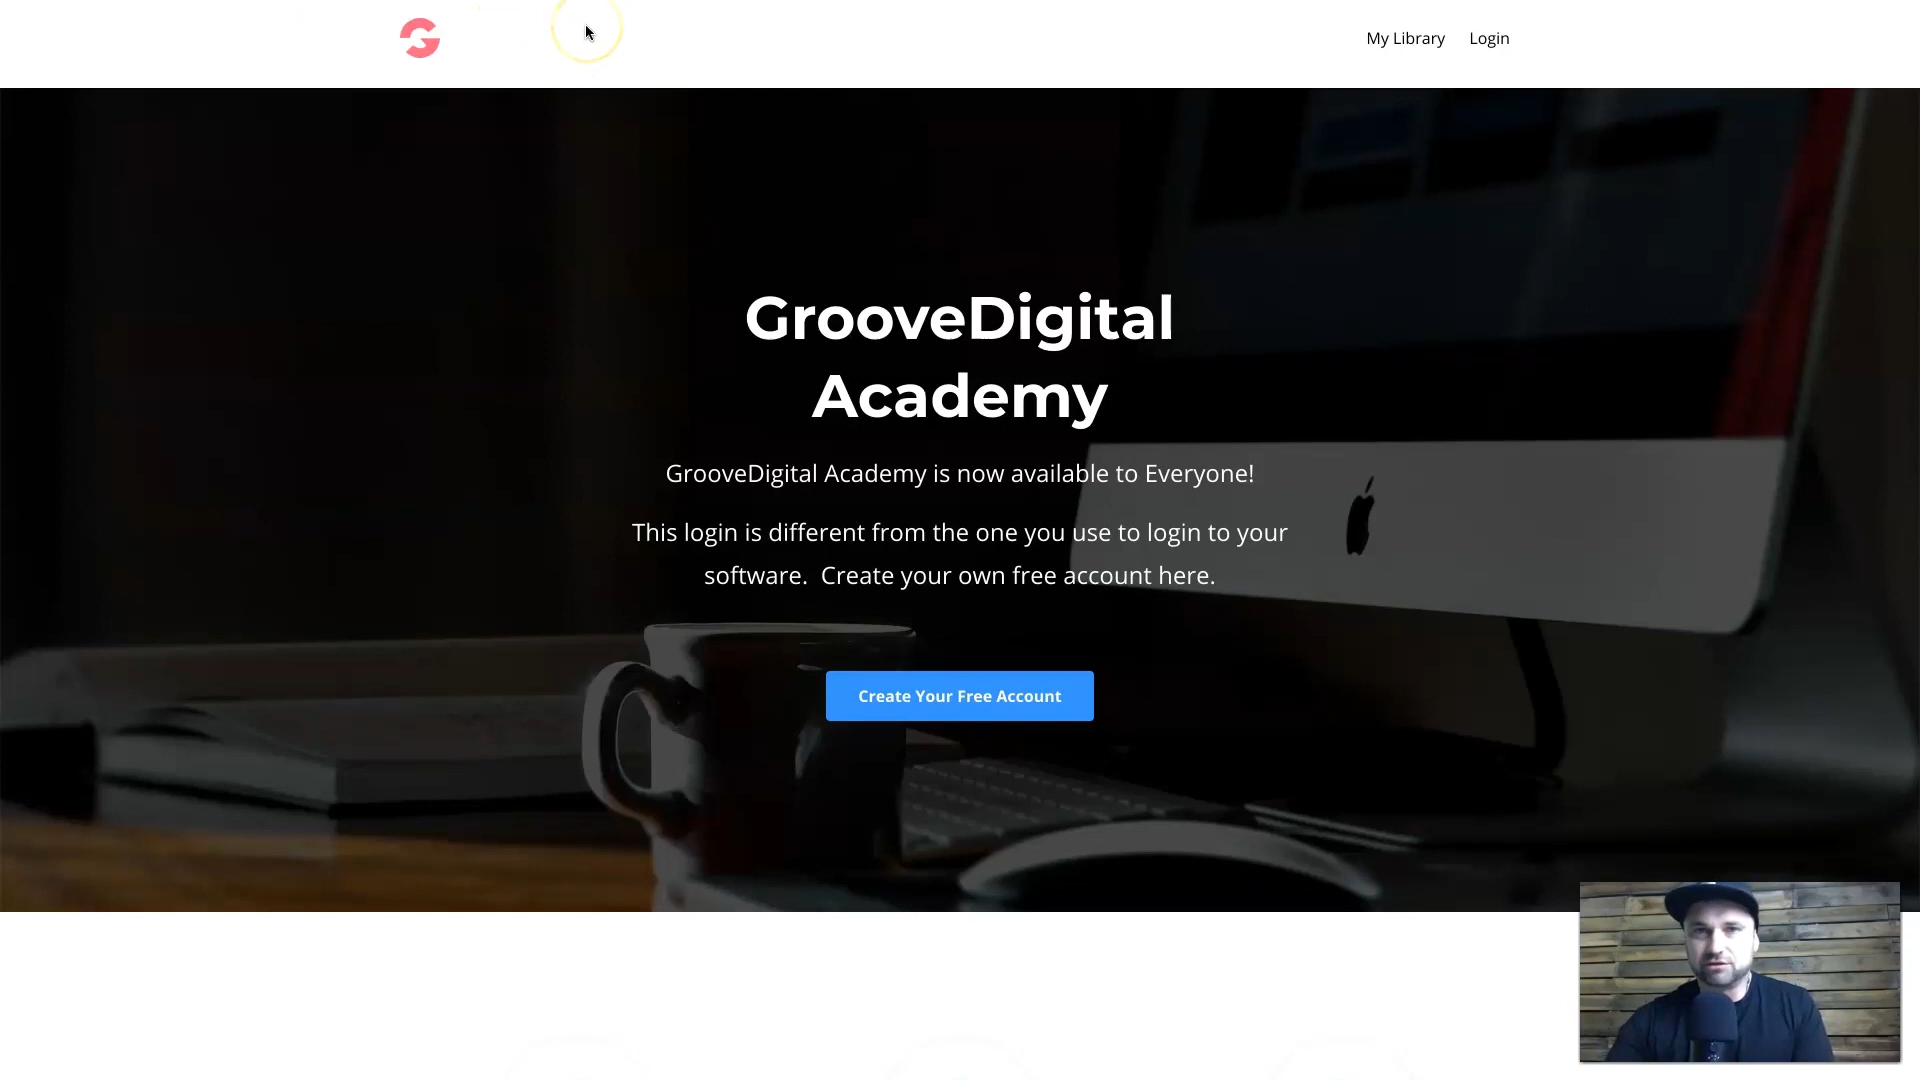 My Library Login
GrooveDigital
Academy
GrooveDigital Academy is now available to Everyone!
This login is different from the one you use to login to your
software.  Create your own free account here.
Create Your Free Account